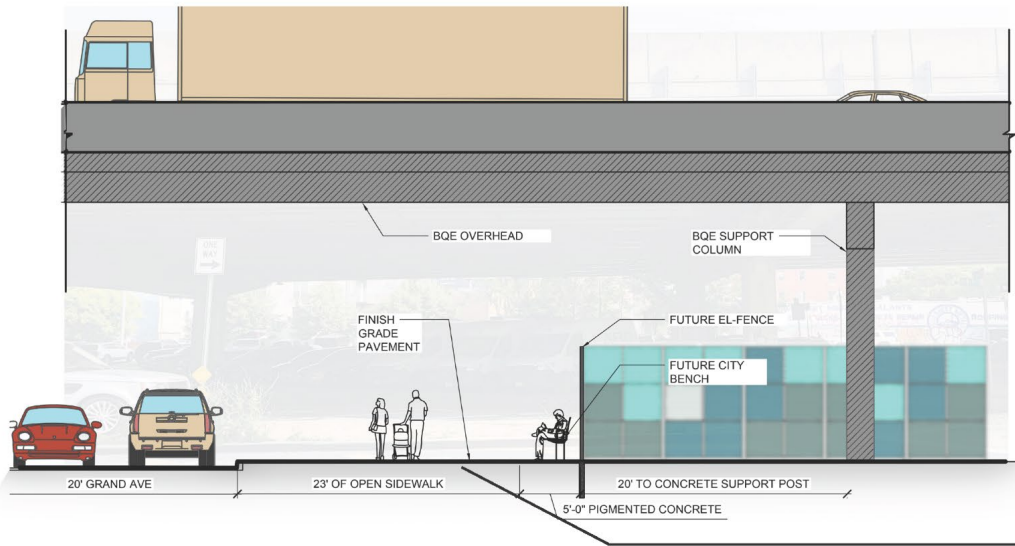 ONE
WAY
BQE OVERHEAD
BQE SUPPORT
COLUMN
FINISH
GRADE
PAVEMENT
FUTURE EL-FENCE
FUTURE CITY
BENCH
20' GRAND AVE
23' OF OPEN SIDEWALK
20' TO CONCRETE SUPPORT POST
5'-0" PIGMENTED CONCRETE